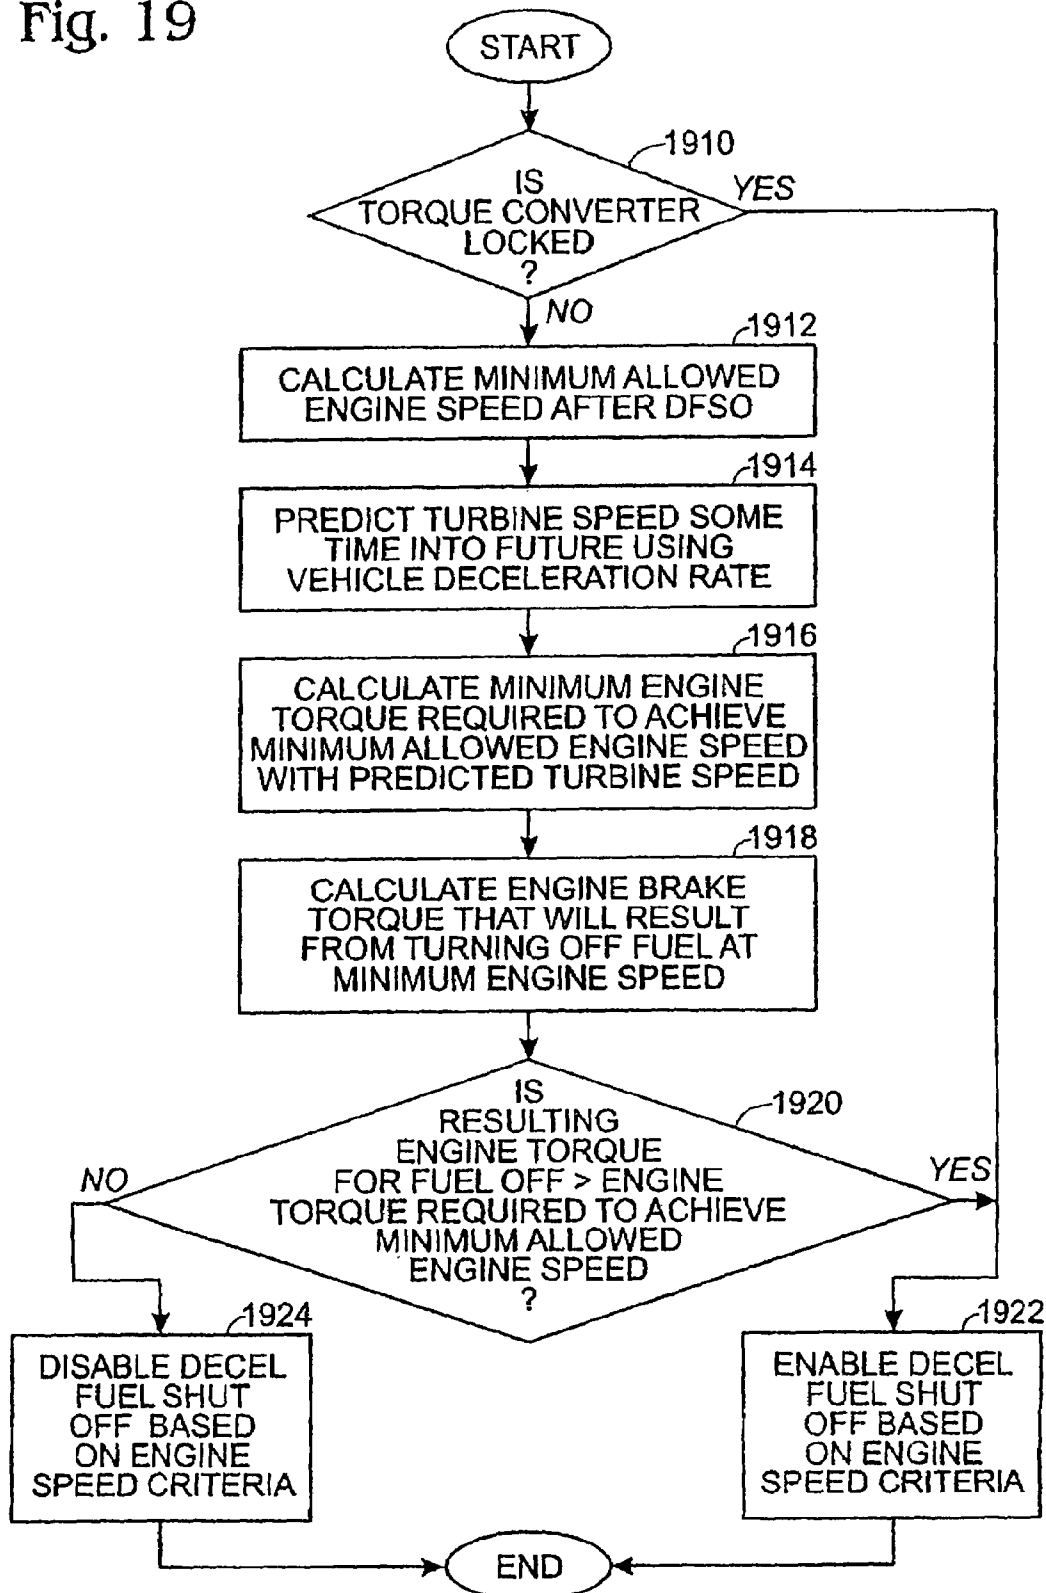 Fig. 19
START
1910
IS
TORQUE CONVERTER
LOCKED
?
YES
NO
1912
CALCULATE MINIMUM ALLOWED
ENGINE SPEED AFTER DFSO
1914
PREDICT TURBINE SPEED SOME
TIME INTO FUTURE USING
VEHICLE DECELERATION RATE
1916
CALCULATE MINIMUM ENGINE
TORQUE REQUIRED TO ACHIEVE
MINIMUM ALLOWED ENGINE SPEED
WITH PREDICTED TURBINE SPEED
1918
CALCULATE ENGINE BRAKE
TORQUE THAT WILL RESULT
FROM TURNING OFF FUEL AT
MINIMUM ENGINE SPEED
1920
IS
RESULTING
ENGINE TORQUE
FOR FUEL OFF > ENGINE
TORQUE REQUIRED TO ACHIEVE
MINIMUM ALLOWED
ENGINE SPEED
?
NO
YES
1924
DISABLE DECEL
FUEL SHUT
OFF BASED
ON ENGINE
SPEED CRITERIA
1922
ENABLE DECEL
FUEL SHUT
OFF BASED
ON ENGINE
SPEED CRITERIA
END